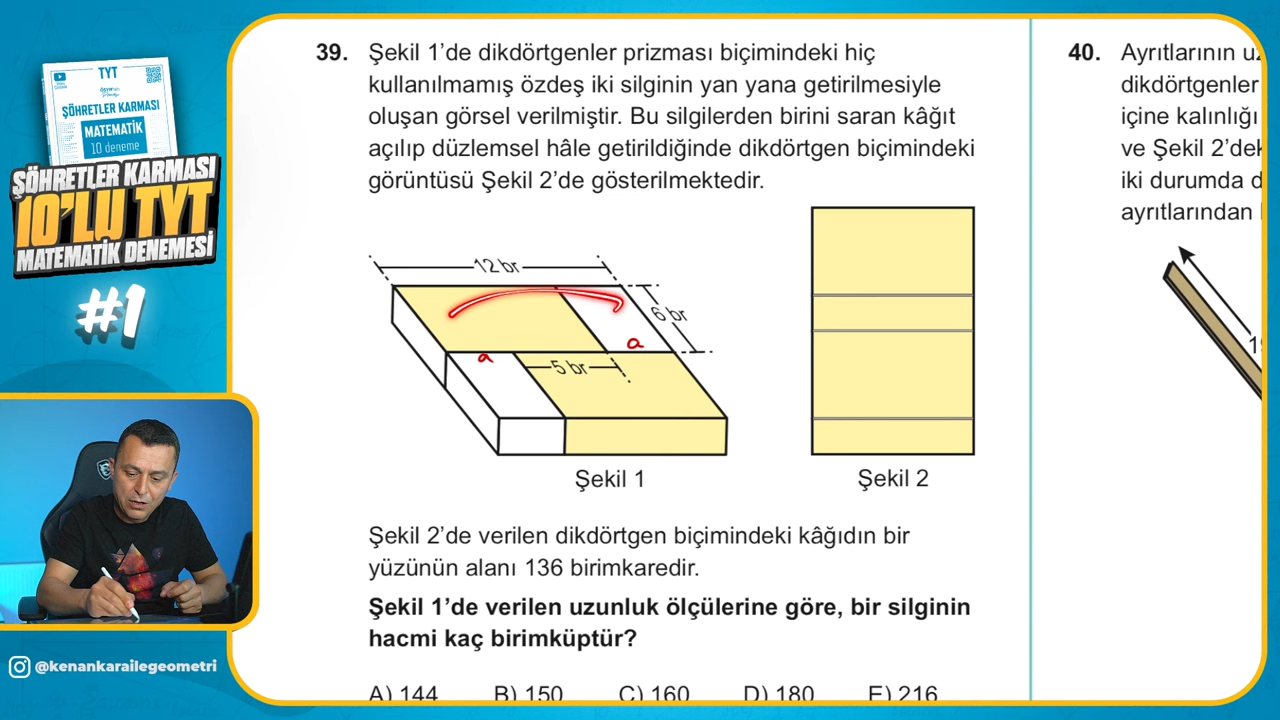 TYT
ŞÖHRETLER KARMASI
MATEMATİK
10 deneme
ŞÖHRETLER KARMASI
10'LU TYT
MATEMATİK DENEMESİ
#1
39. Şekil 1'de dikdörtgenler prizması biçimindeki hiç
kullanılmamış özdeş iki silginin yan yana getirilmesiyle
oluşan görsel verilmiştir. Bu silgilerden birini saran kâğıt
açılıp düzlemsel hâle getirildiğinde dikdörtgen biçimindeki
görüntüsü Şekil 2'de gösterilmektedir.
12 br
6 br
a
a
5 br
Şekil 1
Şekil 2
Şekil 2'de verilen dikdörtgen biçimindeki kâğıdın bir
yüzünün alanı 136 birimkaredir.
Şekil 1'de verilen uzunluk ölçülerine göre, bir silginin
hacmi kaç birimküptür?
A) 144 B) 150 C) 160 D) 180 E) 216
40. Ayrıtlarının uz
dikdörtgenler
içine kalınlığı
ve Şekil 2'dek
iki durumda d
ayrıtlarından
@kenankarailegeometri